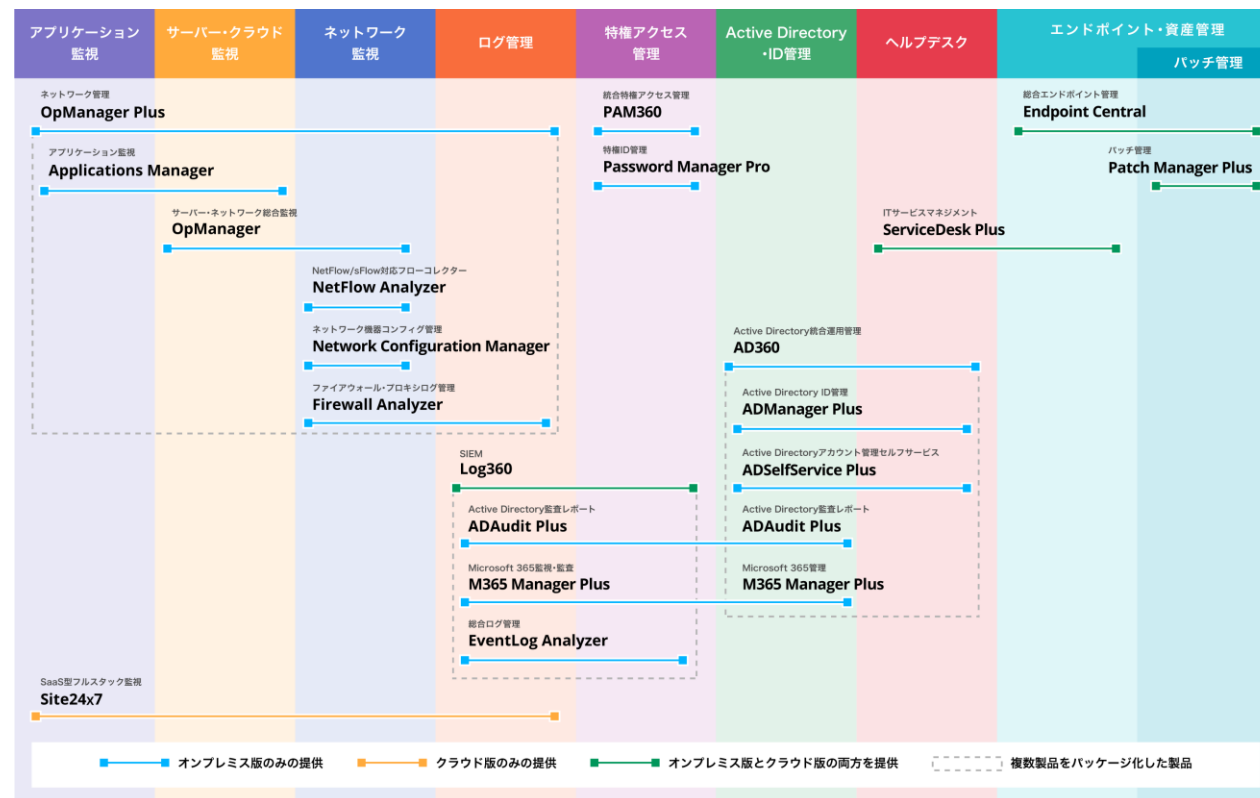 アプリケーション
監視
サーバー・クラウド
監視
ネットワーク
監視
ログ管理
特権アクセス
管理
Active Directory
・ID管理
ヘルプデスク
エンドポイント・資産管理
パッチ管理
ネットワーク管理
OpManager Plus
統合特権アクセス管理
PAM360
総合エンドポイント管理
Endpoint Central
アプリケーション監視
Applications Manager
特権ID管理
Password Manager Pro
パッチ管理
Patch Manager Plus
サーバー・ネットワーク総合監視
OpManager
ITサービスマネジメント
ServiceDesk Plus
NetFlow/sFlow対応フローコレクター
NetFlow Analyzer
ネットワーク機器コンフィグ管理
Network Configuration Manager
Active Directory統合運用管理
AD360
ファイアウォール・プロキシログ管理
Firewall Analyzer
Active Directory ID管理
ADManager Plus
SIEM
Log360
Active Directoryアカウント管理セルフサービス
ADSelfService Plus
Active Directory監査レポート
ADAudit Plus
Active Directory監査レポート
ADAudit Plus
Microsoft 365監視・監査
M365 Manager Plus
Microsoft 365管理
M365 Manager Plus
総合ログ管理
EventLog Analyzer
SaaS型フルスタック監視
Site24x7
オンプレミス版のみの提供
クラウド版のみの提供
オンプレミス版とクラウド版の両方を提供
複数製品をパッケージ化した製品